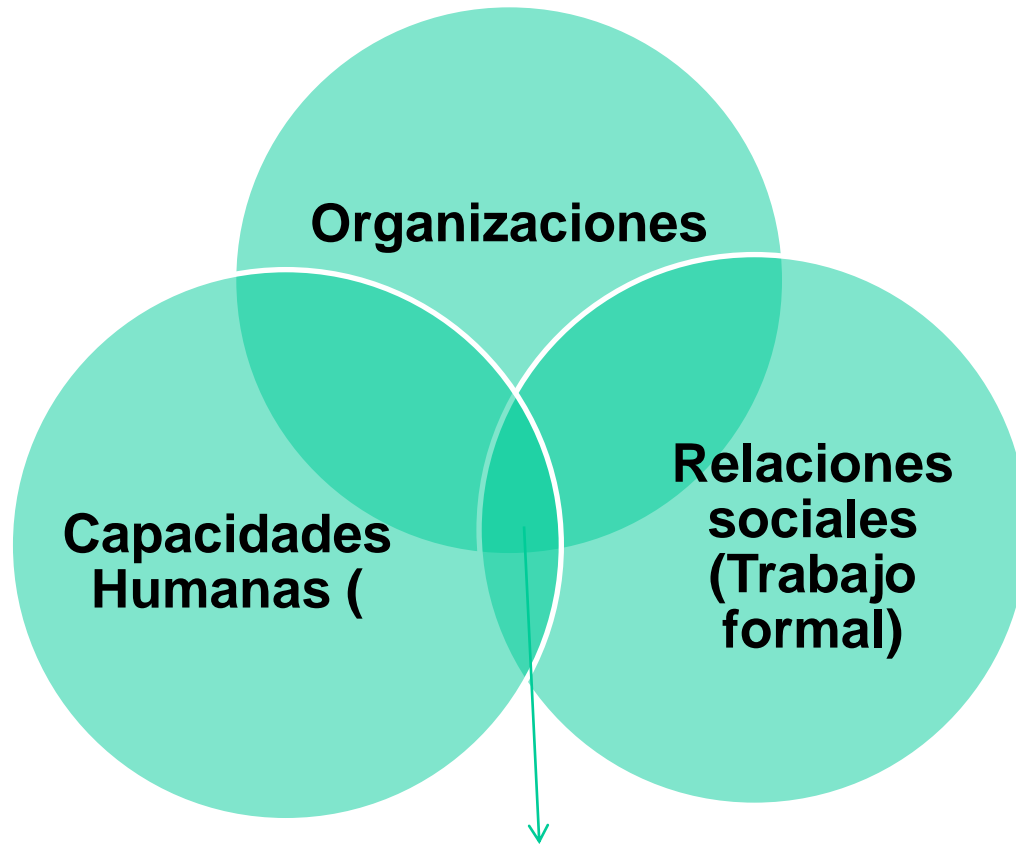 Organizaciones
Capacidades
Humanas (
Relaciones
sociales
(Trabajo
formal)